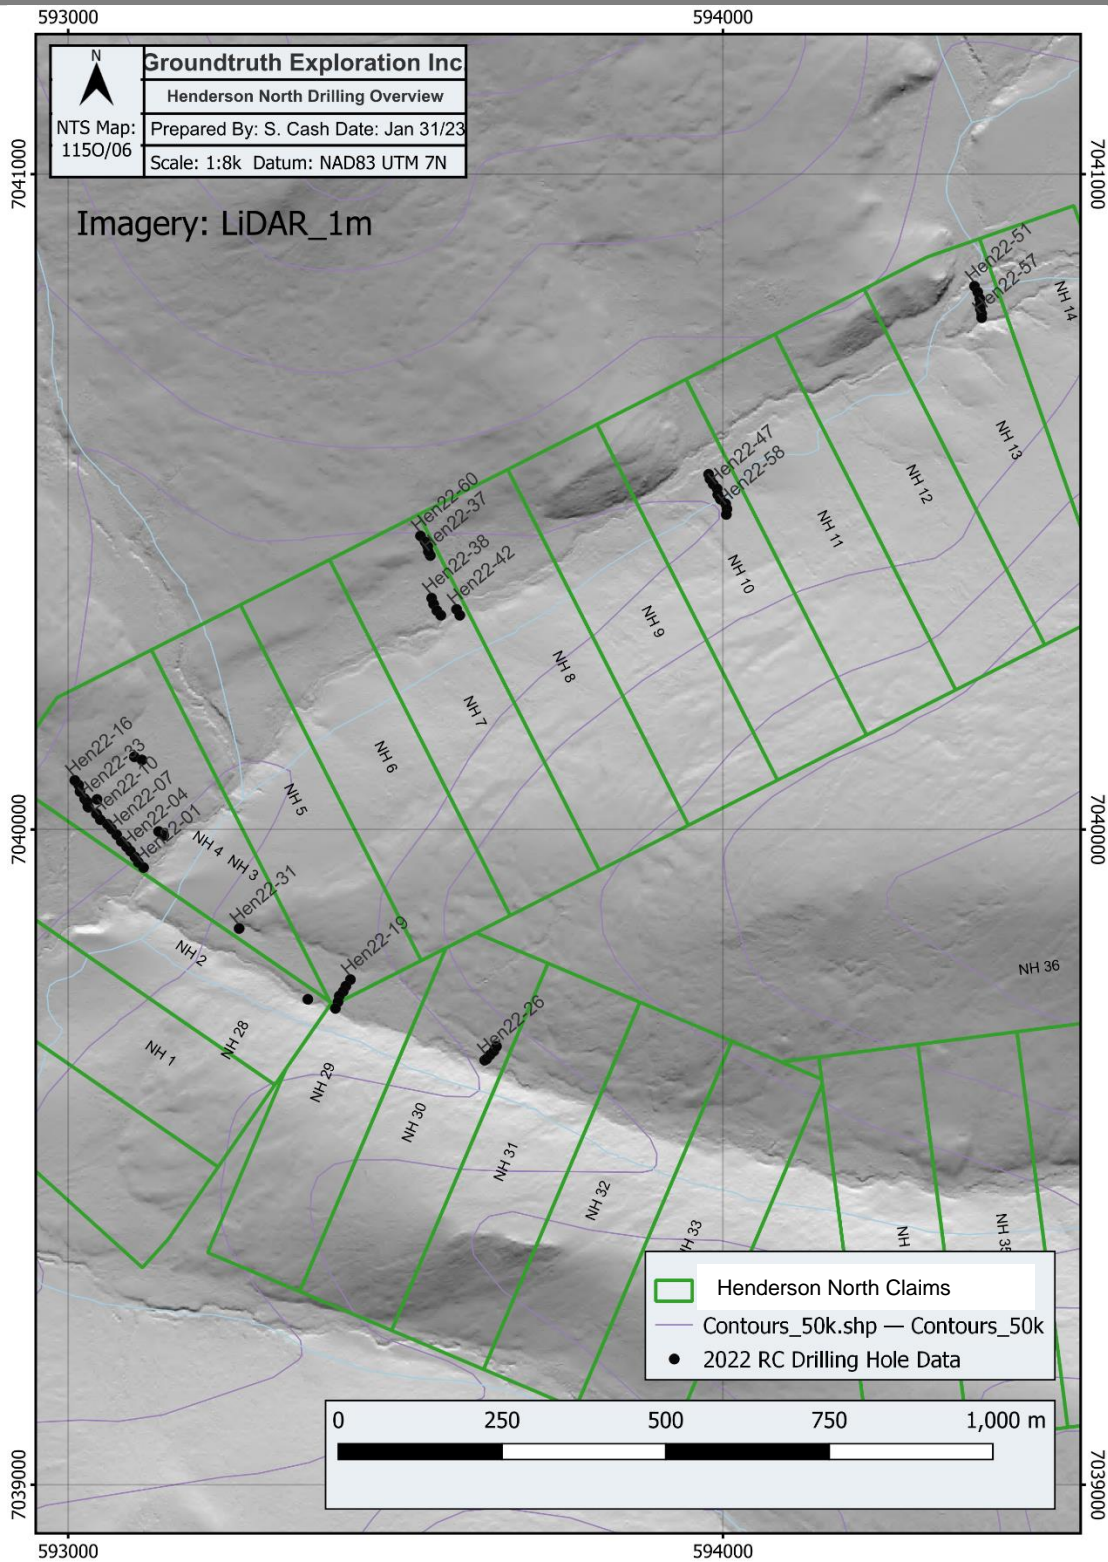 593000
594000
N
NTS Map:
115O/06
Groundtruth Exploration Inc
Henderson North Drilling Overview
Prepared By: S. Cash Date: Jan 31/23
Scale: 1:8k Datum: NAD83 UTM 7N
7041000
7041000
Imagery: LiDAR_1m
Hen22-51
Hen22-57
NH 14
NH 13
Hen22-47
Hen22-58
NH 12
Hen22-60
Hen22-37
NH 11
Hen22-38
Hen22-42
NH 10
NH 9
NH 8
NH 7
NH 6
Hen22-16
Hen22-33
Hen22-10
Hen22-07
Hen22-04
Hen22-01
NH 5
7040000
7040000
NH 4
NH 3
Hen22-31
NH 2
Hen22-19
NH 36
NH 28
NH 1
Hen22-26
NH 29
NH 30
NH 31
NH 32
NH 33
NH
NH 35
Henderson North Claims
Contours_50k.shp — Contours_50k
2022 RC Drilling Hole Data
0 250 500 750 1,000 m
7039000
7039000
593000
594000